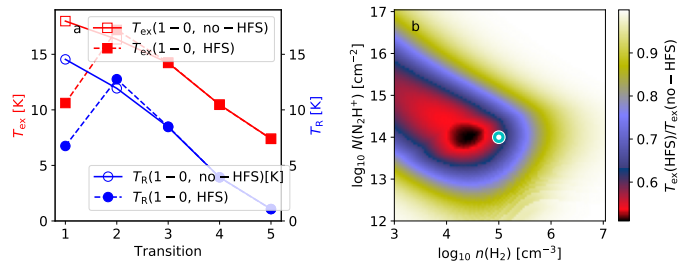 a
T_ex(1−0, no−HFS)
T_ex(1−0, HFS)
T_R(1−0, no−HFS)[K]
T_R(1−0, HFS)
15
10
5
0
T_ex [K]
15
10
5
0
T_R [K]
1 2 3 4 5
Transition
b
17
16
15
14
13
12
log₁₀ N(N₂H⁺) [cm⁻²]
3 4 5 6 7
log₁₀ n(H₂) [cm⁻³]
0.9
0.8
0.7
0.6
T_ex(HFS)/T_ex(no−HFS)